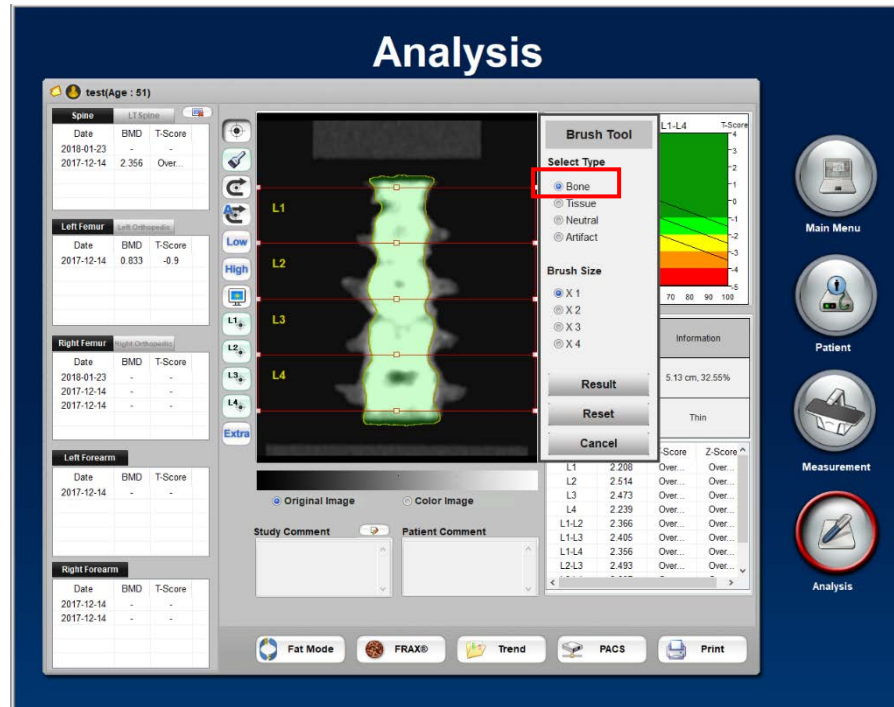 Analysis
test(Age : 51)
Spine LT Spine
Date BMD T-Score
2018-01-23 - -
2017-12-14 2.356 Over...
Left Femur Left Orthopedic
Date BMD T-Score
2017-12-14 0.833 -0.9
Right Femur Right Orthopedic
Date BMD T-Score
2018-01-23 - -
2017-12-14 - -
2017-12-14 - -
Left Forearm
Date BMD T-Score
2017-12-14 - -
Right Forearm
Date BMD T-Score
2017-12-14 - -
2017-12-14 - -
Low
High
L1
L2
L3
L4
Extra
L1
L2
L3
L4
Original Image Color Image
Study Comment Patient Comment
Brush Tool
Select Type
Bone
Tissue
Neutral
Artifact
Brush Size
X 1
X 2
X 3
X 4
Result
Reset
Cancel
L1-L4 T-Score
4
3
2
1
0
-1
-2
-3
-4
-5
70 80 90 100
Information
5.13 cm, 32.55%
Thin
-Score Z-Score
L1 2.208 Over... Over...
L2 2.514 Over... Over...
L3 2.473 Over... Over...
L4 2.239 Over... Over...
L1-L2 2.366 Over... Over...
L1-L3 2.405 Over... Over...
L1-L4 2.356 Over... Over...
L2-L3 2.493 Over... Over...
Fat Mode FRAX® Trend PACS Print
Main Menu
Patient
Measurement
Analysis